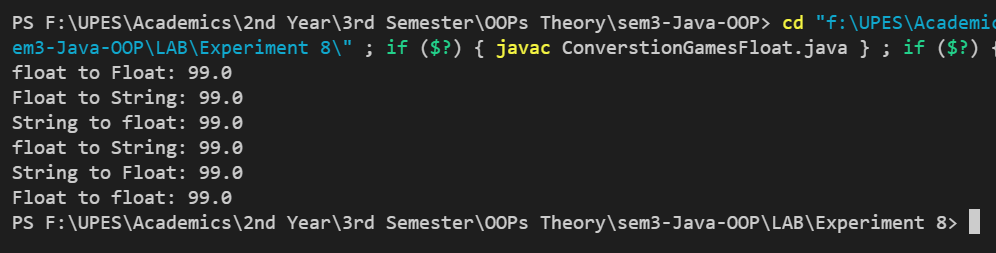 PS F:\UPES\Academics\2nd Year\3rd Semester\OOPs Theory\sem3-Java-OOP> cd "f:\UPES\Academic
em3-Java-OOP\LAB\Experiment 8\" ; if ($?) { javac ConverstionGamesFloat.java } ; if ($?) {
float to Float: 99.0
Float to String: 99.0
String to float: 99.0
float to String: 99.0
String to Float: 99.0
Float to float: 99.0
PS F:\UPES\Academics\2nd Year\3rd Semester\OOPs Theory\sem3-Java-OOP\LAB\Experiment 8>